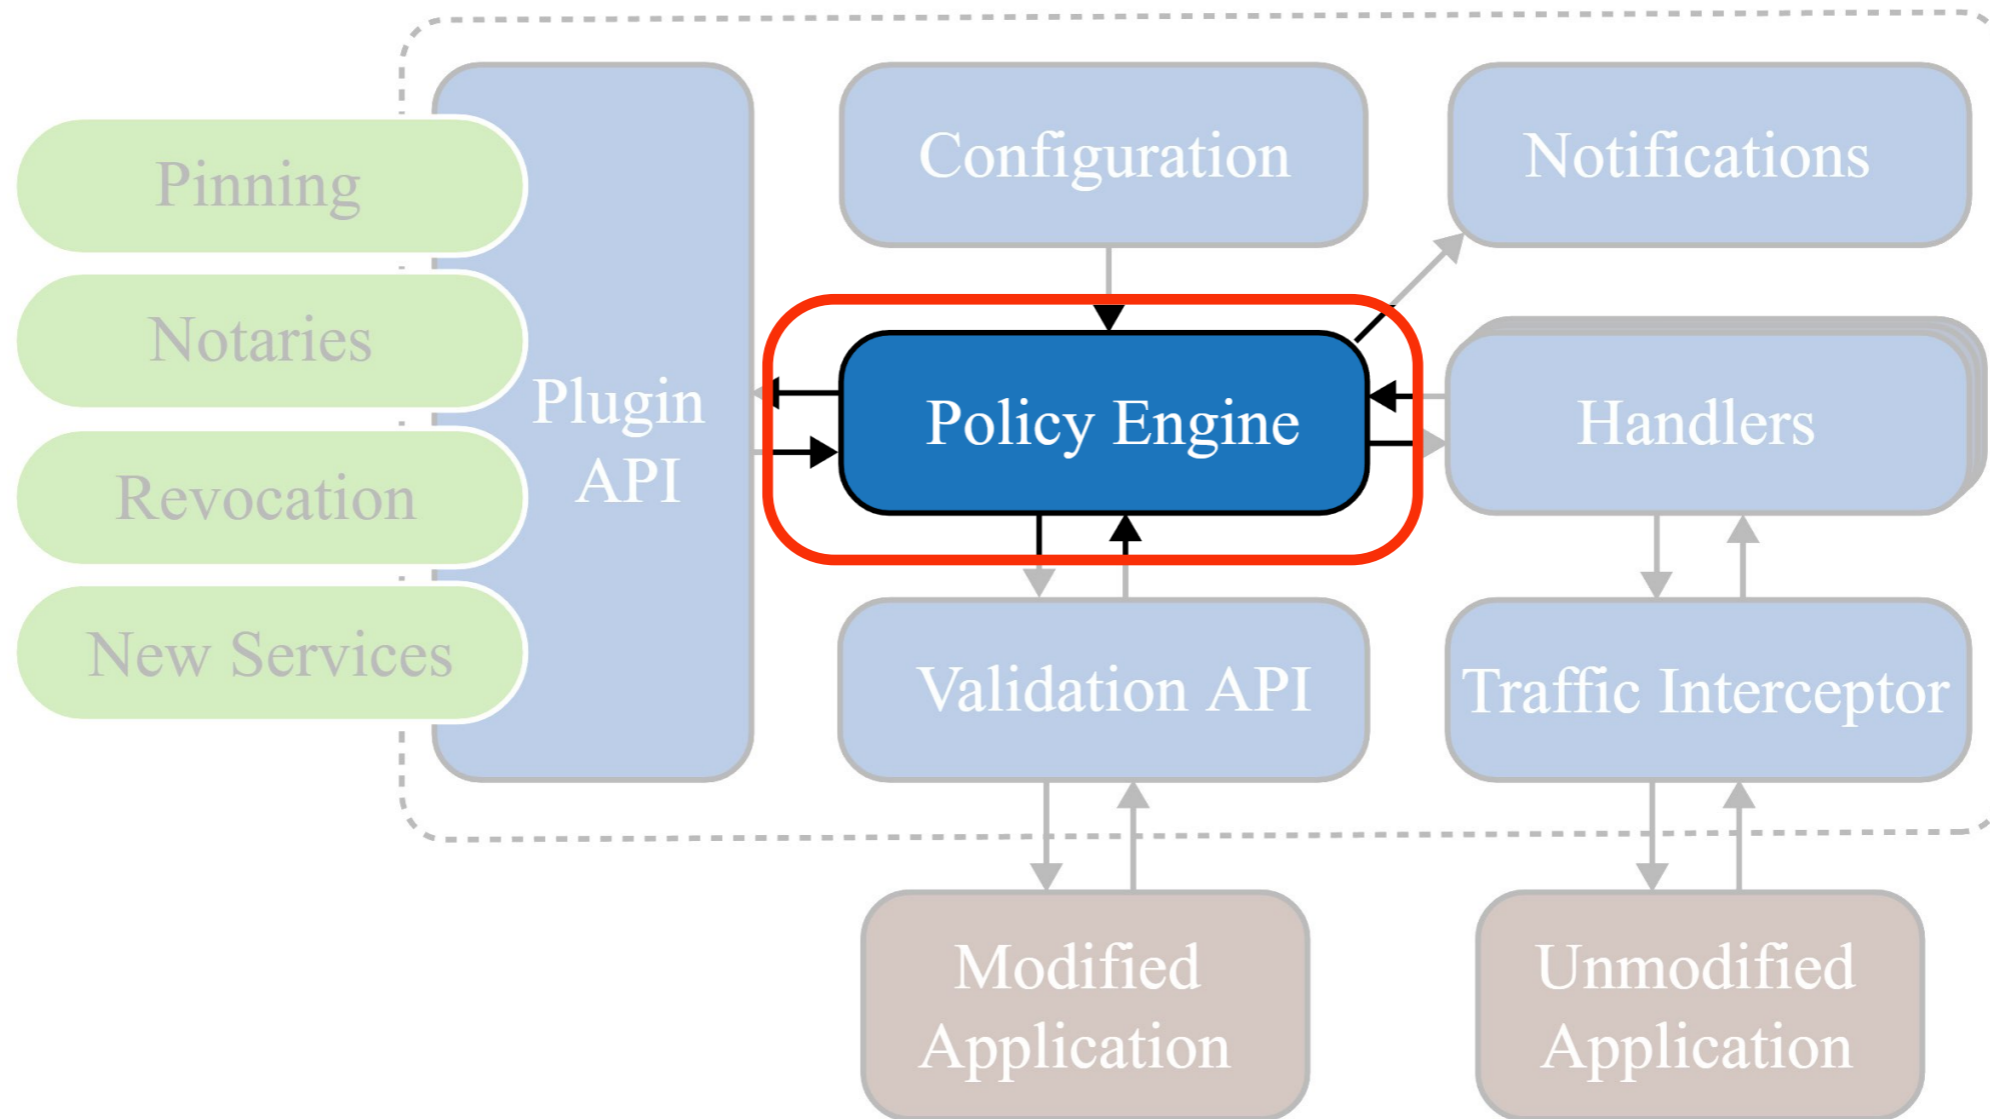 Pinning
Notaries
Revocation
New Services
Plugin
API
Configuration
Notifications
Policy Engine
Handlers
Validation API
Traffic Interceptor
Modified
Application
Unmodified
Application